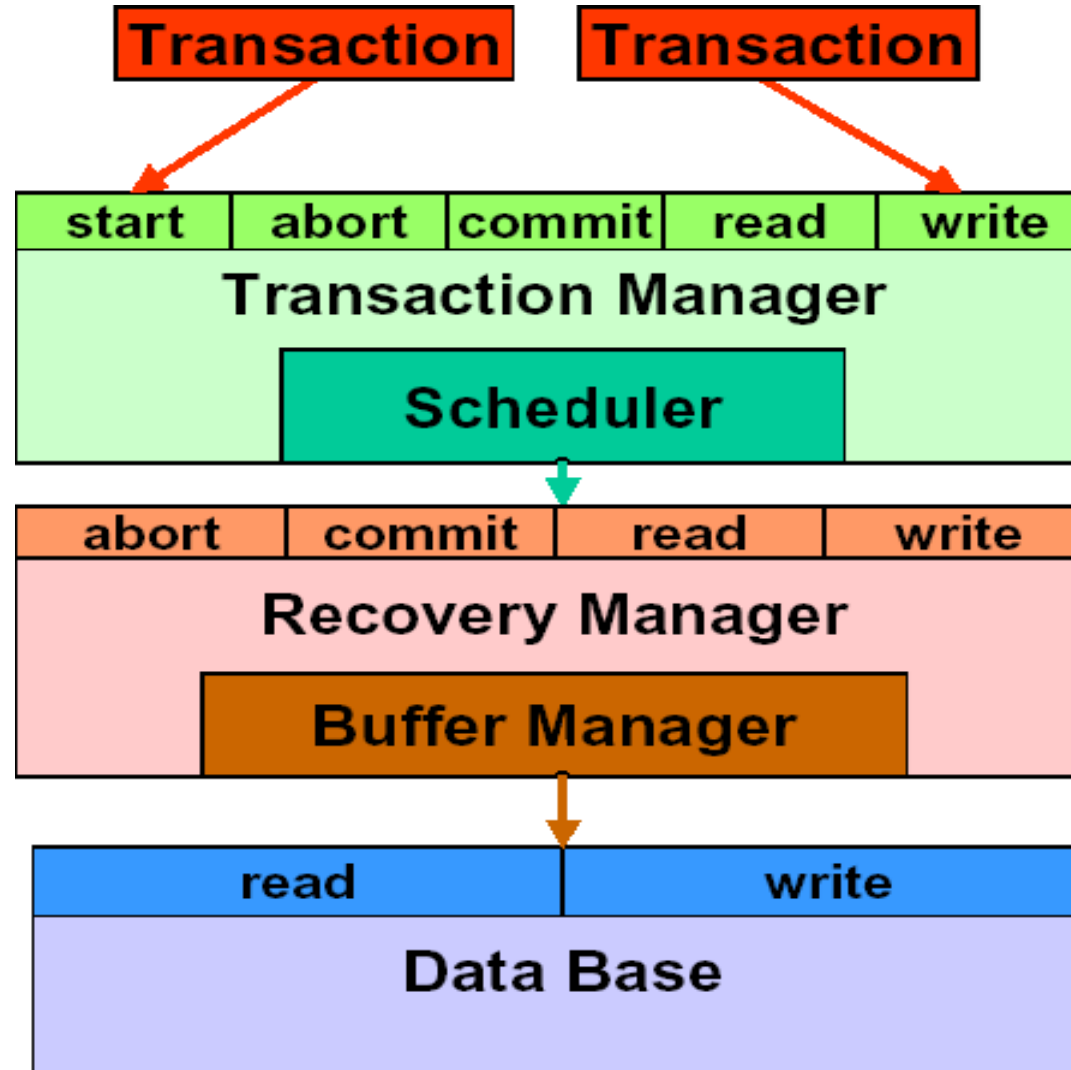 Transaction Transaction
start abort commit read write
Transaction Manager
Scheduler
abort commit read write
Recovery Manager
Buffer Manager
read write
Data Base